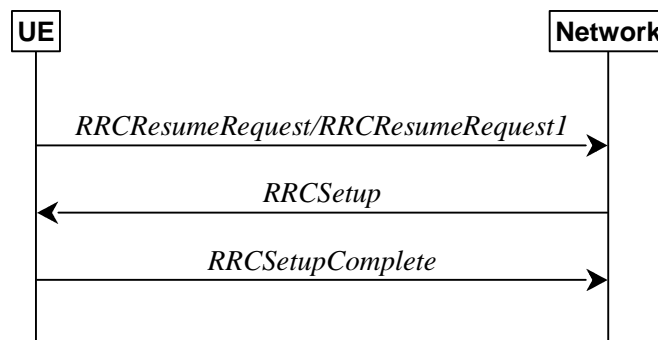 UE
Network
RRCResumeRequest/RRCResumeRequest1
RRCSetup
RRCSetupComplete